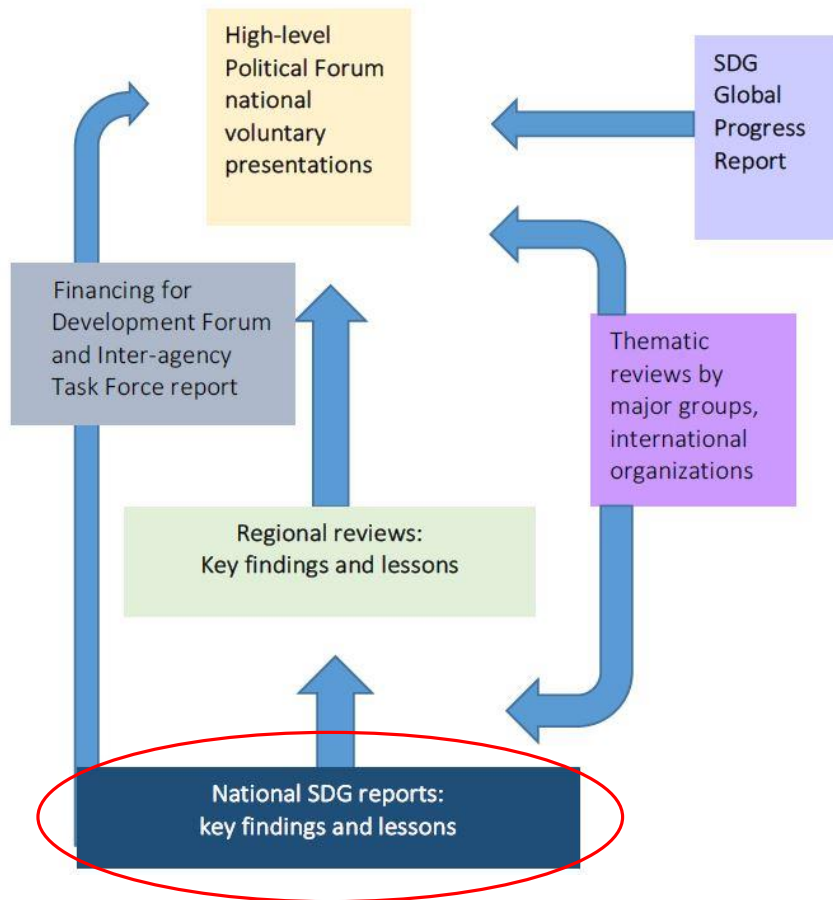 High-level
Political Forum
national
voluntary
presentations
SDG
Global
Progress
Report
Financing for
Development Forum
and Inter-agency
Task Force report
Thematic
reviews by
major groups,
international
organizations
Regional reviews:
Key findings and lessons
National SDG reports:
key findings and lessons